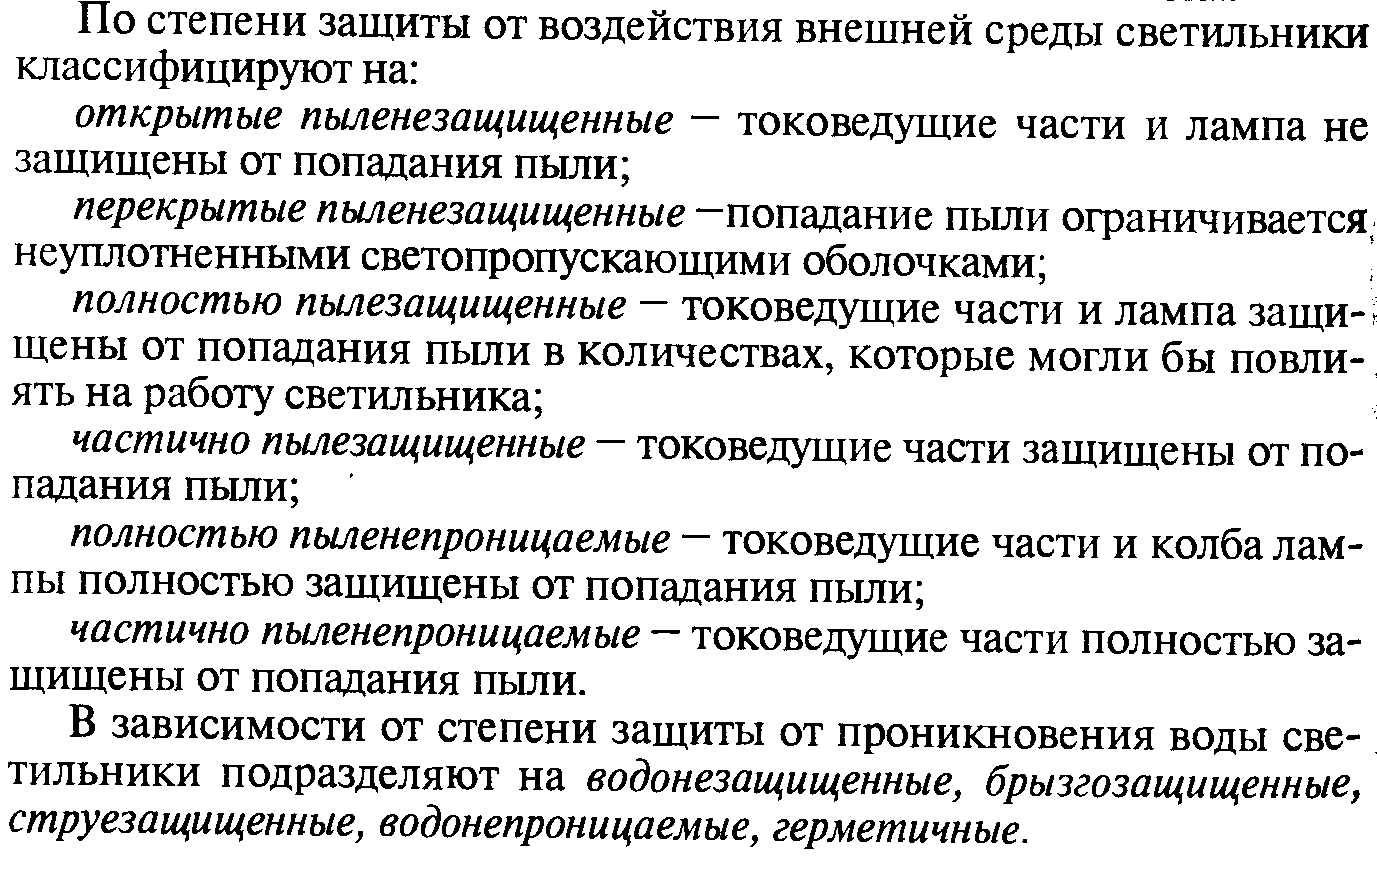 По степени защиты от воздействия внешней среды светильники
классифицируют на:
открытые пыленезащищенные — токоведущие части и лампа не
защищены от попадания пыли;
перекрытые пыленезащищенные —попадание пыли ограничивается
неуплотненными светопропускающими оболочками;
полностью пылезащищенные — токоведущие части и лампа защи-
щены от попадания пыли в количествах, которые могли бы повли-
ять на работу светильника;
частично пылезащищенные — токоведущие части защищены от по-
падания пыли;
полностью пыленепроницаемые — токоведущие части и колба лам-
пы полностью защищены от попадания пыли;
частично пыленепроницаемые — токоведущие части полностью за-
щищены от попадания пыли.
В зависимости от степени защиты от проникновения воды све-
тильники подразделяют на водонезащищенные, брызгозащищенные,
струезащищенные, водонепроницаемые, герметичные.